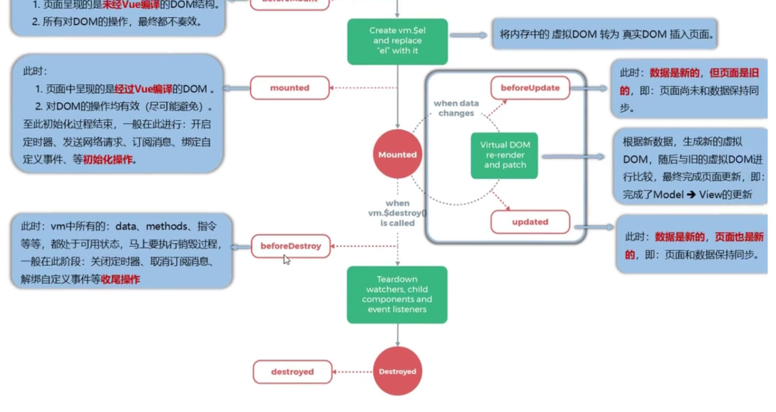 1. 页面呈现的是未经Vue编译的DOM结构。
2. 所有对DOM的操作，最终都不奏效。
Create vm.$el
and replace
"el" with it
将内存中的 虚拟DOM 转为 真实DOM 插入页面。
此时：
1. 页面中呈现的是经过Vue编译的DOM 。
2. 对DOM的操作均有效（尽可能避免）。
至此初始化过程结束，一般在此进行：开启
定时器、发送网络请求、订阅消息、绑定自
定义事件、等初始化操作。
mounted
Mounted
when data
changes
beforeUpdate
此时：数据是新的，但页面是旧
的，即：页面尚未和数据保持同
步。
Virtual DOM
re-render
and patch
根据新数据，生成新的虚拟
DOM，随后与旧的虚拟DOM进
行比较，最终完成页面更新，即：
完成了Model ➔ View的更新
updated
此时：数据是新的，页面也是新
的，即：页面和数据保持同步。
when
vm.$destroy()
is called
此时：vm中所有的：data、methods、指令
等等，都处于可用状态，马上要执行销毁过程，
一般在此阶段：关闭定时器、取消订阅消息、
解绑自定义事件等收尾操作
beforeDestroy
Teardown
watchers, child
components and
event listeners
destroyed
Destroyed